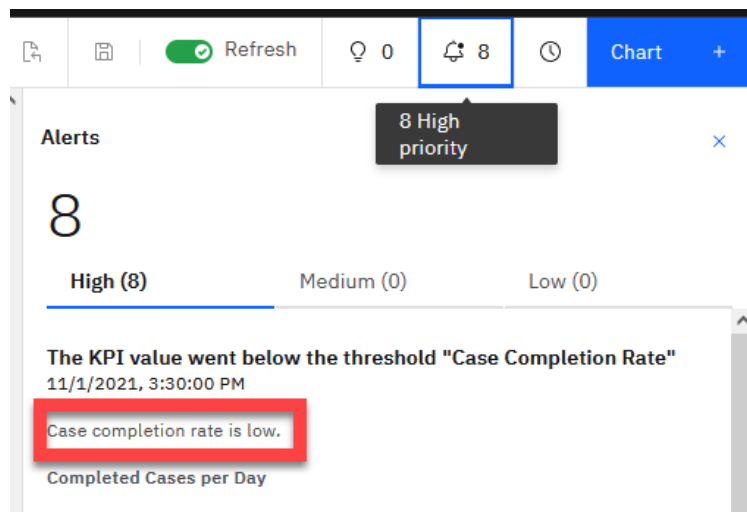 Refresh
0
8
Chart +
8 High
priority
Alerts
8
High (8)
Medium (0)
Low (0)
The KPI value went below the threshold "Case Completion Rate"
11/1/2021, 3:30:00 PM
Case completion rate is low.
Completed Cases per Day